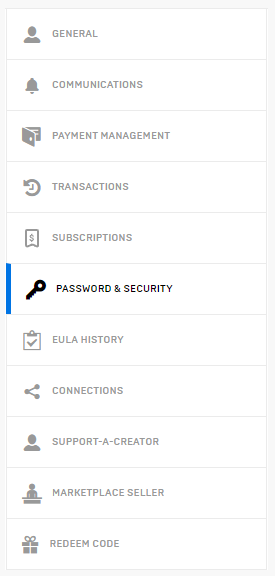 GENERAL
COMMUNICATIONS
PAYMENT MANAGEMENT
TRANSACTIONS
$ SUBSCRIPTIONS
PASSWORD & SECURITY
EULA HISTORY
CONNECTIONS
SUPPORT-A-CREATOR
MARKETPLACE SELLER
REDEEM CODE